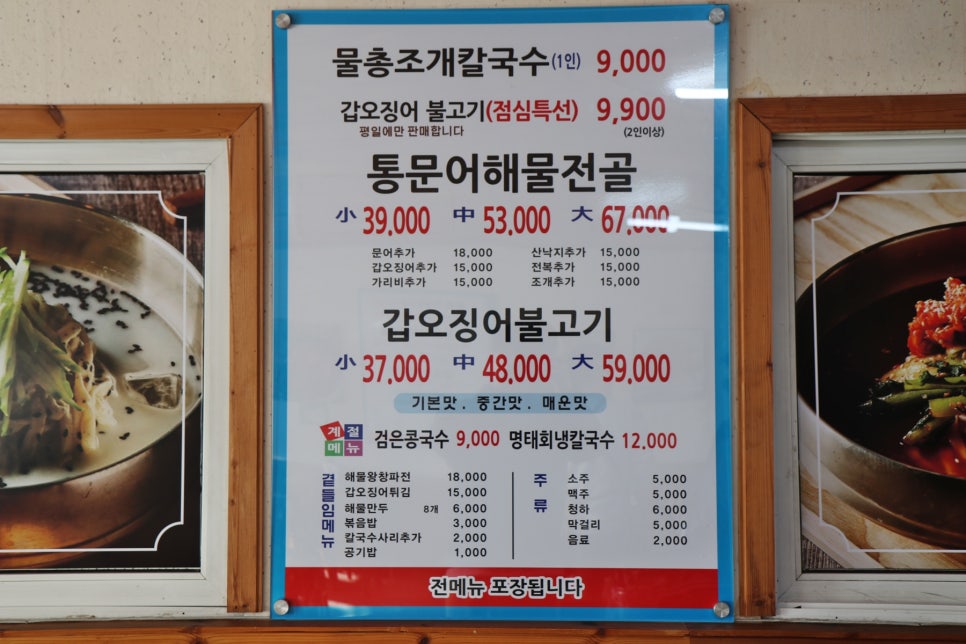 물총조개칼국수(1인) 9,000
갑오징어 불고기(점심특선) 9,900
평일에만 판매합니다 (2인이상)
통문어해물전골
小 39,000 中 53,000 大 67,000
문어추가 18,000 산낙지추가 15,000
갑오징어추가 15,000 전복추가 15,000
가리비추가 15,000 조개추가 15,000
갑오징어불고기
小 37,000 中 48,000 大 59,000
기본맛 . 중간맛 . 매운맛
계절메뉴 검은콩국수 9,000 명태회냉칼국수 12,000
곁들임메뉴
해물왕창파전 18,000
갑오징어튀김 15,000
해물만두 8개 6,000
볶음밥 3,000
칼국수사리추가 2,000
공기밥 1,000
주류
소주 5,000
맥주 5,000
청하 6,000
막걸리 5,000
음료 2,000
전메뉴 포장됩니다